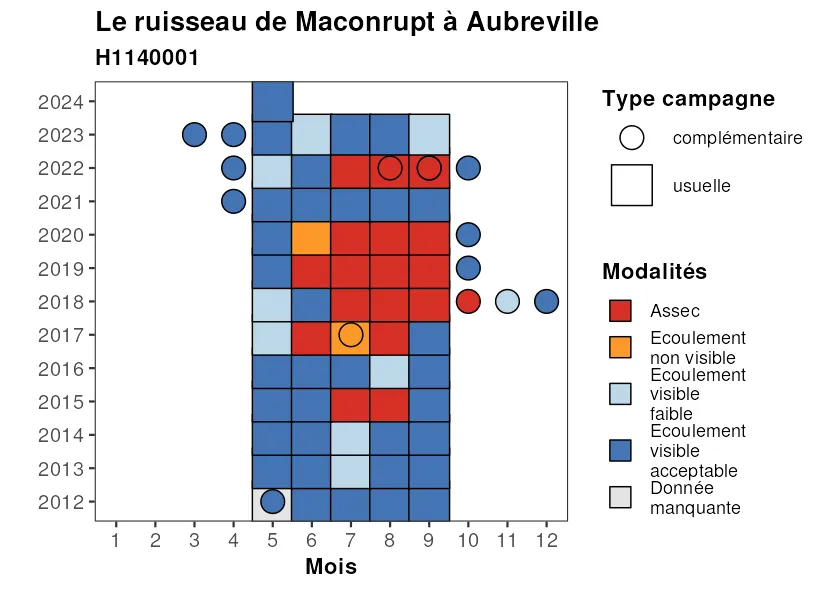 Le ruisseau de Maconrupt à Aubreville
H1140001
2024
2023
2022
2021
2020
2019
2018
2017
2016
2015
2014
2013
2012
1 2 3 4 5 6 7 8 9 10 11 12
Mois
Type campagne
complémentaire
usuelle
Modalités
Assec
Ecoulement
non visible
Ecoulement
visible
faible
Ecoulement
visible
acceptable
Donnée
manquante